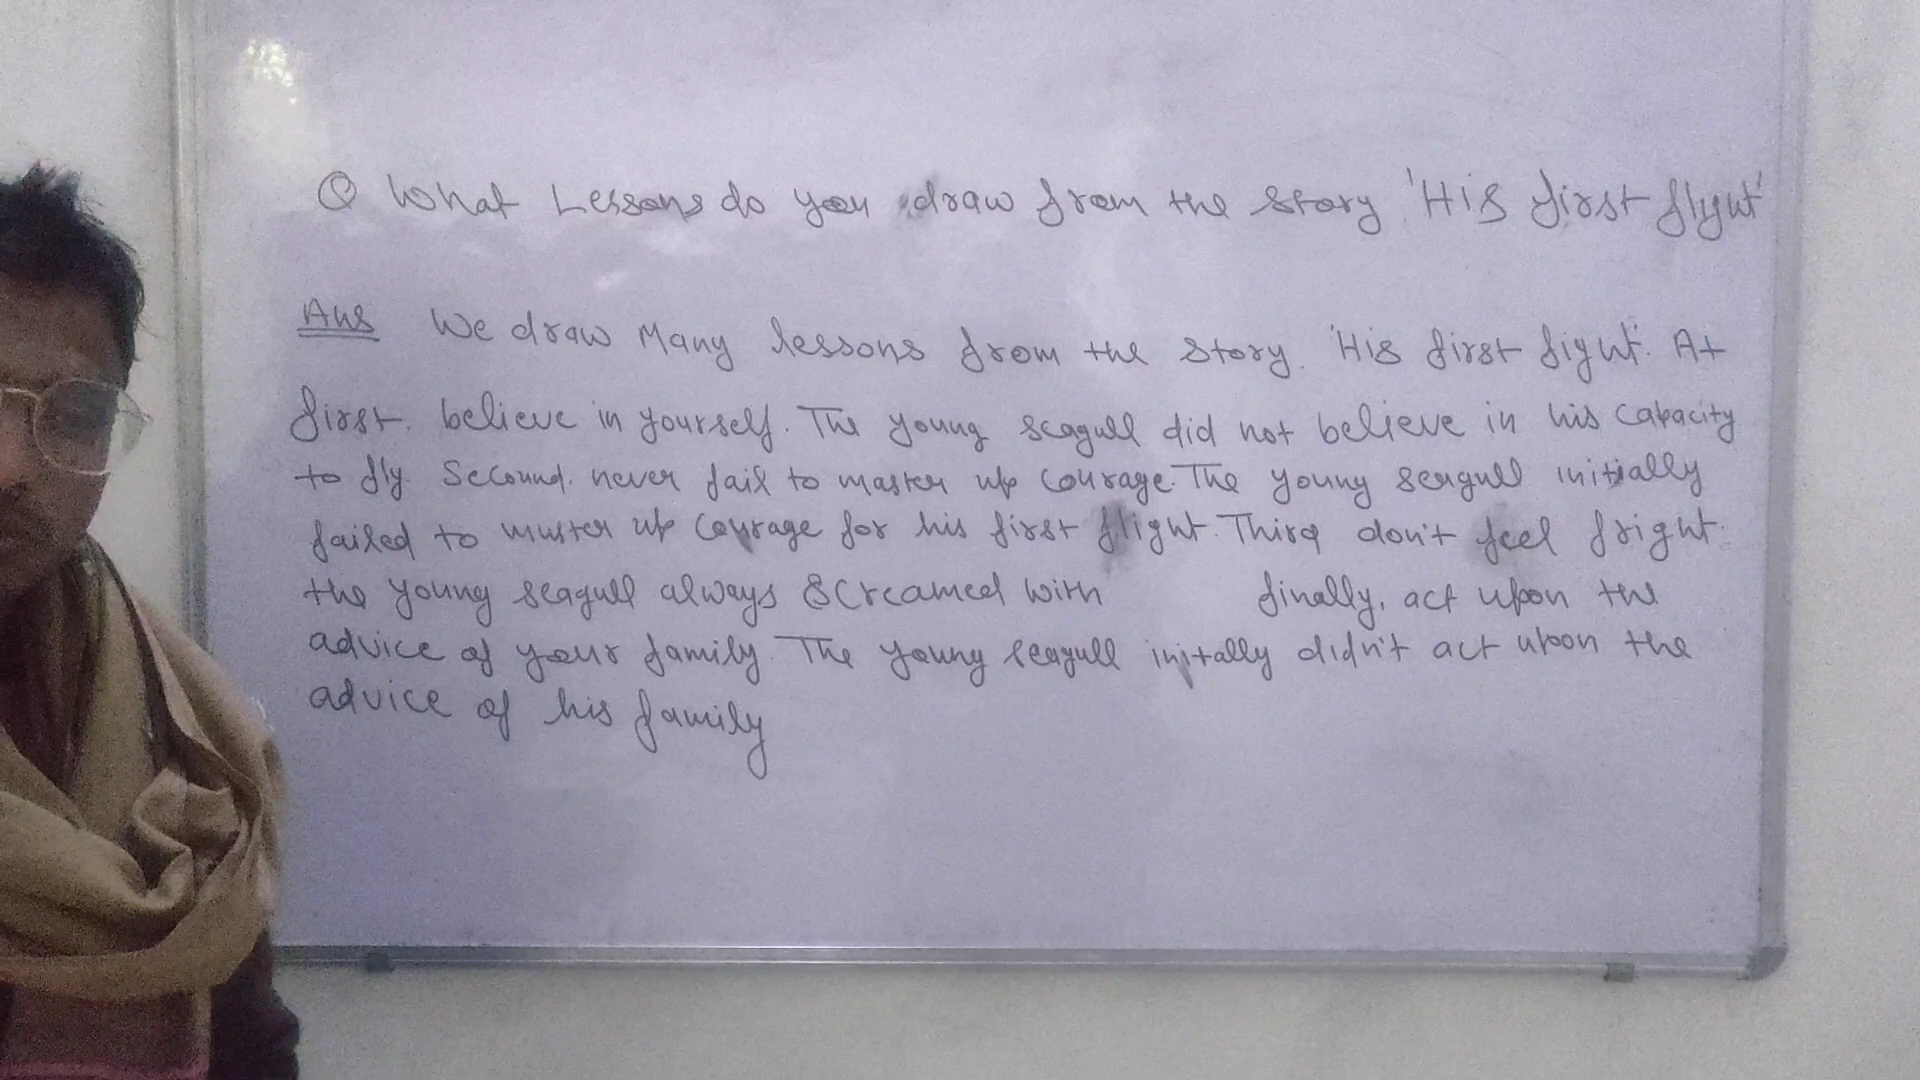 Q What Lessons do you draw from the story 'His first flyut'
Ans We draw Many lessons from the story. 'His first figut'. At
first. believe in yourself. The young seagull did not believe in his capacity
to fly. Secound. never fail to master up courage. The young seagull initially
failed to muster up courage for his first flight. Third don't feel fright.
the young seagull always screamed with finally, act upon the
advice of your family. The young seagull initally didn't act upon the
advice of his family